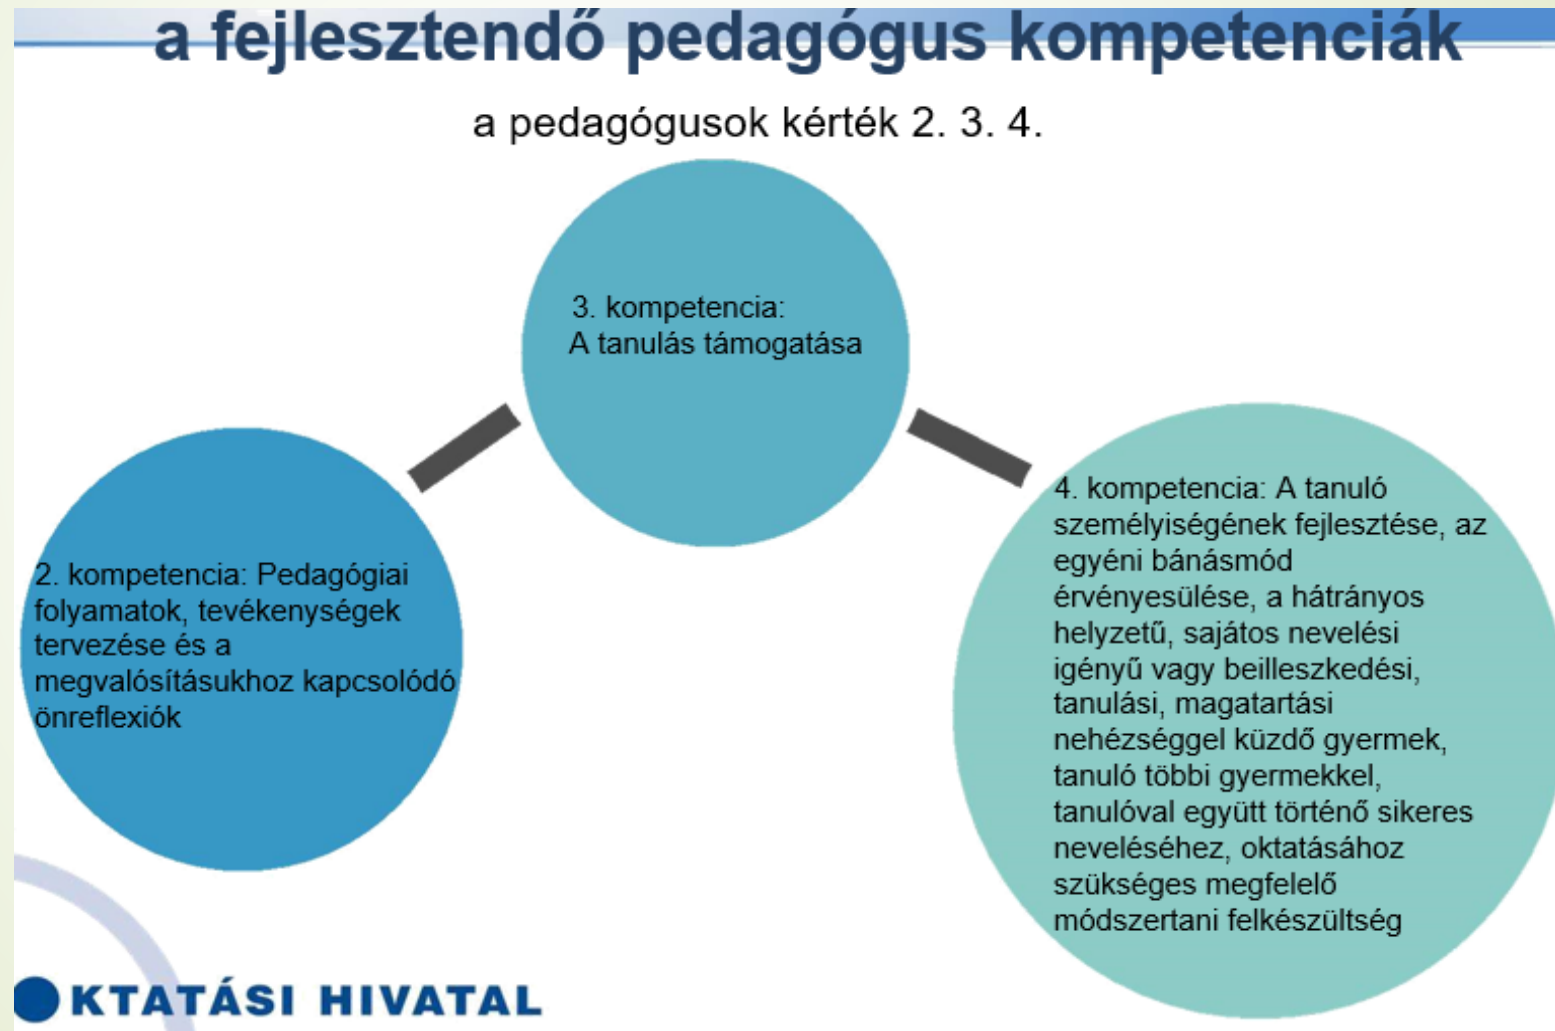 a fejlesztendő pedagógus kompetenciák
a pedagógusok kérték 2. 3. 4.
3. kompetencia:
A tanulás támogatása
2. kompetencia: Pedagógiai
folyamatok, tevékenységek
tervezése és a
megvalósításukhoz kapcsolódó
önreflexiók
4. kompetencia: A tanuló
személyiségének fejlesztése, az
egyéni bánásmód
érvényesülése, a hátrányos
helyzetű, sajátos nevelési
igényű vagy beilleszkedési,
tanulási, magatartási
nehézséggel küzdő gyermek,
tanuló többi gyermekkel,
tanulóval együtt történő sikeres
neveléséhez, oktatásához
szükséges megfelelő
módszertani felkészültség
OKTATÁSI HIVATAL